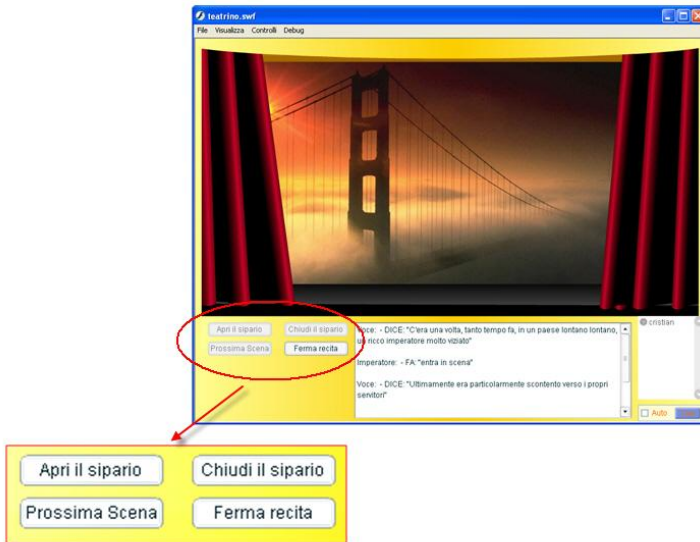 teatrino.swf
File Visualizza Controlli Debug
Apri il sipario Chiudi il sipario
Prossima Scena Ferma recita
Voce: - DICE: "C'era una volta, tanto tempo fa, in un paese lontano lontano,
un ricco imperatore molto viziato"
Imperatore: - FA:"entra in scena"
Voce: - DICE: "Ultimamente era particolarmente scontento verso i propri
servitori"
cristian
Auto
Apri il sipario Chiudi il sipario
Prossima Scena Ferma recita